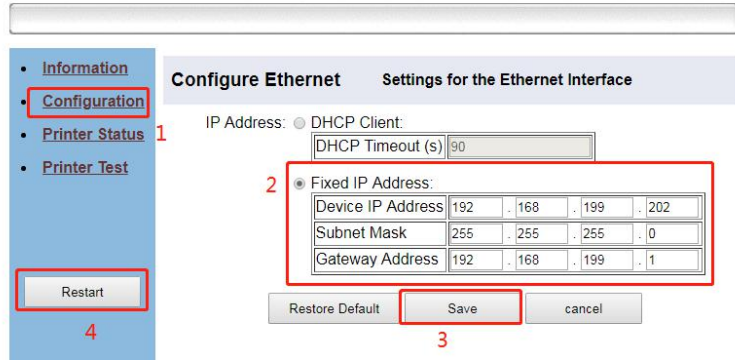 Information
Configuration
1
Printer Status
Printer Test
Restart
4
Configure Ethernet Settings for the Ethernet Interface
IP Address: DHCP Client:
DHCP Timeout (s) 90
2
Fixed IP Address:
Device IP Address 192 . 168 . 199 . 202
Subnet Mask 255 . 255 . 255 . 0
Gateway Address 192 . 168 . 199 . 1
Restore Default Save cancel
3